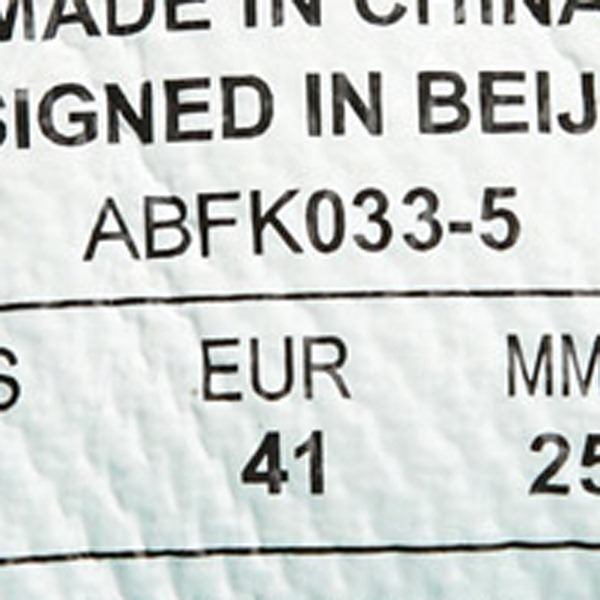 MADE IN CHINA
SIGNED IN BEIJ
ABFK033-5
S EUR MM
41 25